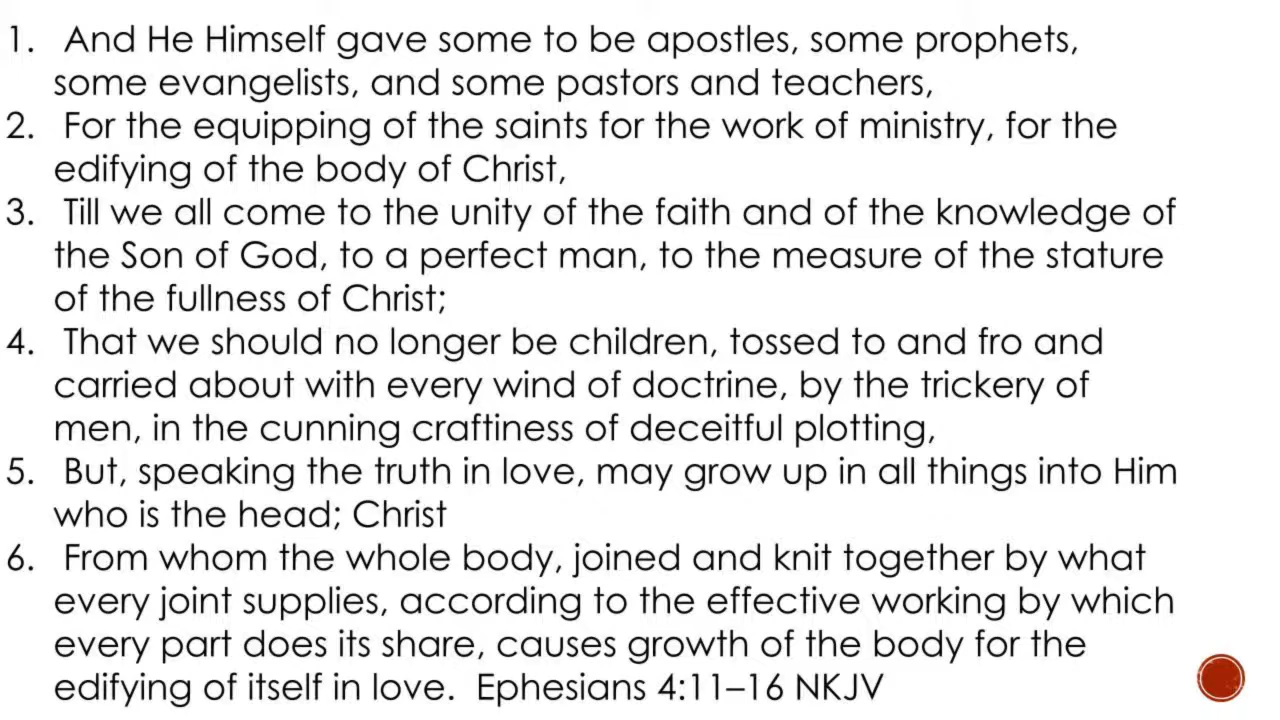 1. And He Himself gave some to be apostles, some prophets,
some evangelists, and some pastors and teachers,
2. For the equipping of the saints for the work of ministry, for the
edifying of the body of Christ,
3. Till we all come to the unity of the faith and of the knowledge of
the Son of God, to a perfect man, to the measure of the stature
of the fullness of Christ;
4. That we should no longer be children, tossed to and fro and
carried about with every wind of doctrine, by the trickery of
men, in the cunning craftiness of deceitful plotting,
5. But, speaking the truth in love, may grow up in all things into Him
who is the head; Christ
6. From whom the whole body, joined and knit together by what
every joint supplies, according to the effective working by which
every part does its share, causes growth of the body for the
edifying of itself in love. Ephesians 4:11–16 NKJV